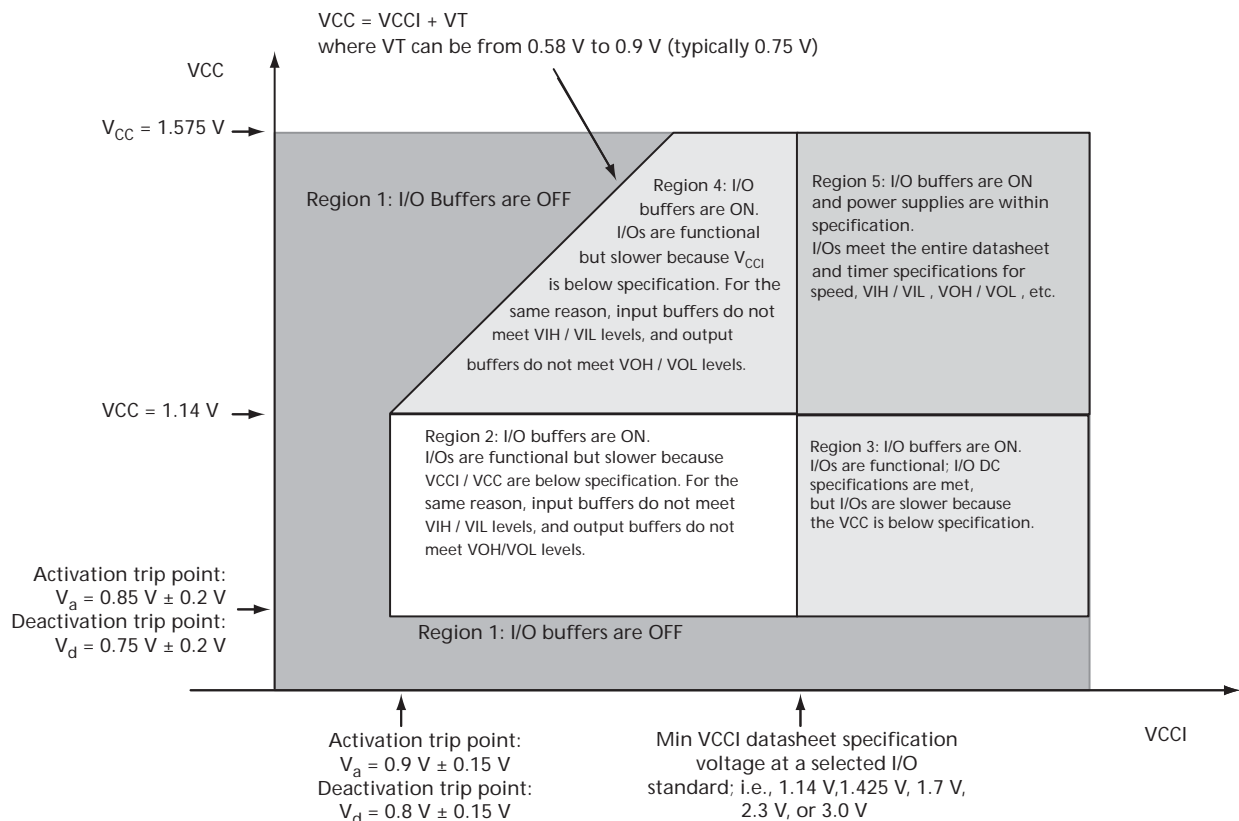 VCC = VCCI + VT
where VT can be from 0.58 V to 0.9 V (typically 0.75 V)
VCC
VCC = 1.575 V
Region 1: I/O Buffers are OFF
Region 4: I/O
buffers are ON.
I/Os are functional
but slower because VCCI
is below specification. For the
same reason, input buffers do not
meet VIH / VIL levels, and output
buffers do not meet VOH / VOL levels.
Region 5: I/O buffers are ON
and power supplies are within
specification.
I/Os meet the entire datasheet
and timer specifications for
speed, VIH / VIL , VOH / VOL , etc.
VCC = 1.14 V
Region 2: I/O buffers are ON.
I/Os are functional but slower because
VCCI / VCC are below specification. For the
same reason, input buffers do not meet
VIH / VIL levels, and output buffers do not
meet VOH/VOL levels.
Region 3: I/O buffers are ON.
I/Os are functional; I/O DC
specifications are met,
but I/Os are slower because
the VCC is below specification.
Activation trip point:
Va = 0.85 V ± 0.2 V
Deactivation trip point:
Vd = 0.75 V ± 0.2 V
Region 1: I/O buffers are OFF
Activation trip point:
Va = 0.9 V ± 0.15 V
Deactivation trip point:
Vd = 0.8 V ± 0.15 V
Min VCCI datasheet specification
voltage at a selected I/O
standard; i.e., 1.14 V,1.425 V, 1.7 V,
2.3 V, or 3.0 V
VCCI